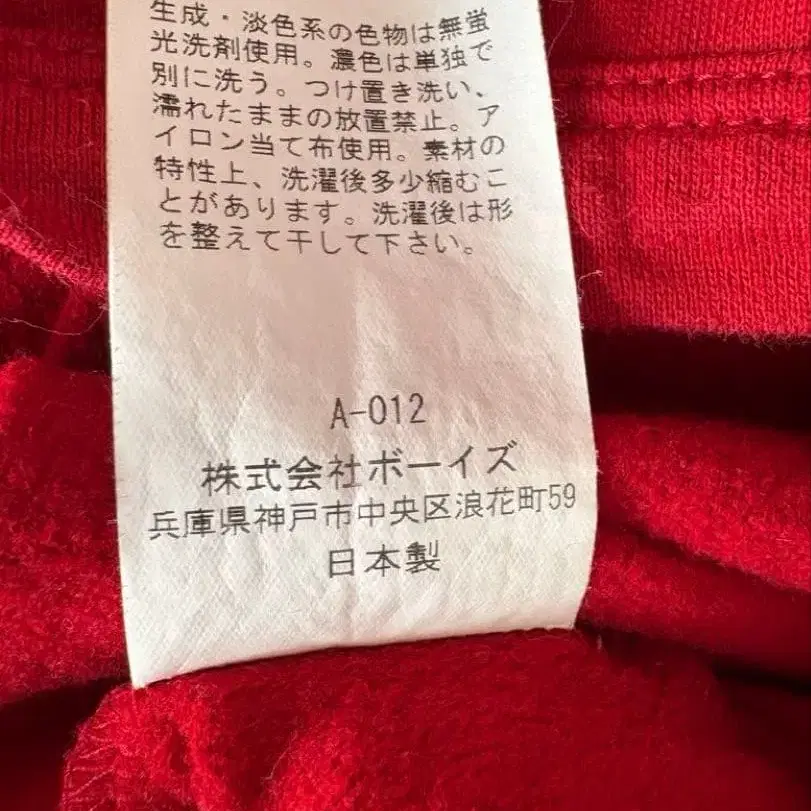 生成・淡色系の色物は無蛍
光洗剤使用。濃色は単独で
別に洗う。つけ置き洗い、
濡れたままの放置禁止。ア
イロン当て布使用。素材の
特性上、洗濯後多少縮むこ
とがあります。洗濯後は形
を整えて干して下さい。
A-012
株式会社ボーイズ
兵庫県神戸市中央区浪花町59
日本製